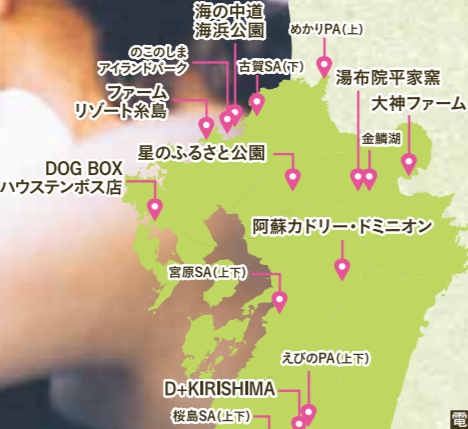 海の中道
海浜公園
めかりPA(上)
のこのしま
アイランドパーク
古賀SA(下)
湯布院平家窯
ファーム
リゾート糸島
大神ファーム
金鱗湖
星のふるさと公園
DOG BOX
ハウステンボス店
阿蘇カドリー・ドミニオン
宮原SA(上下)
えびのPA(上下)
D+KIRISHIMA
桜島SA(上下)
電